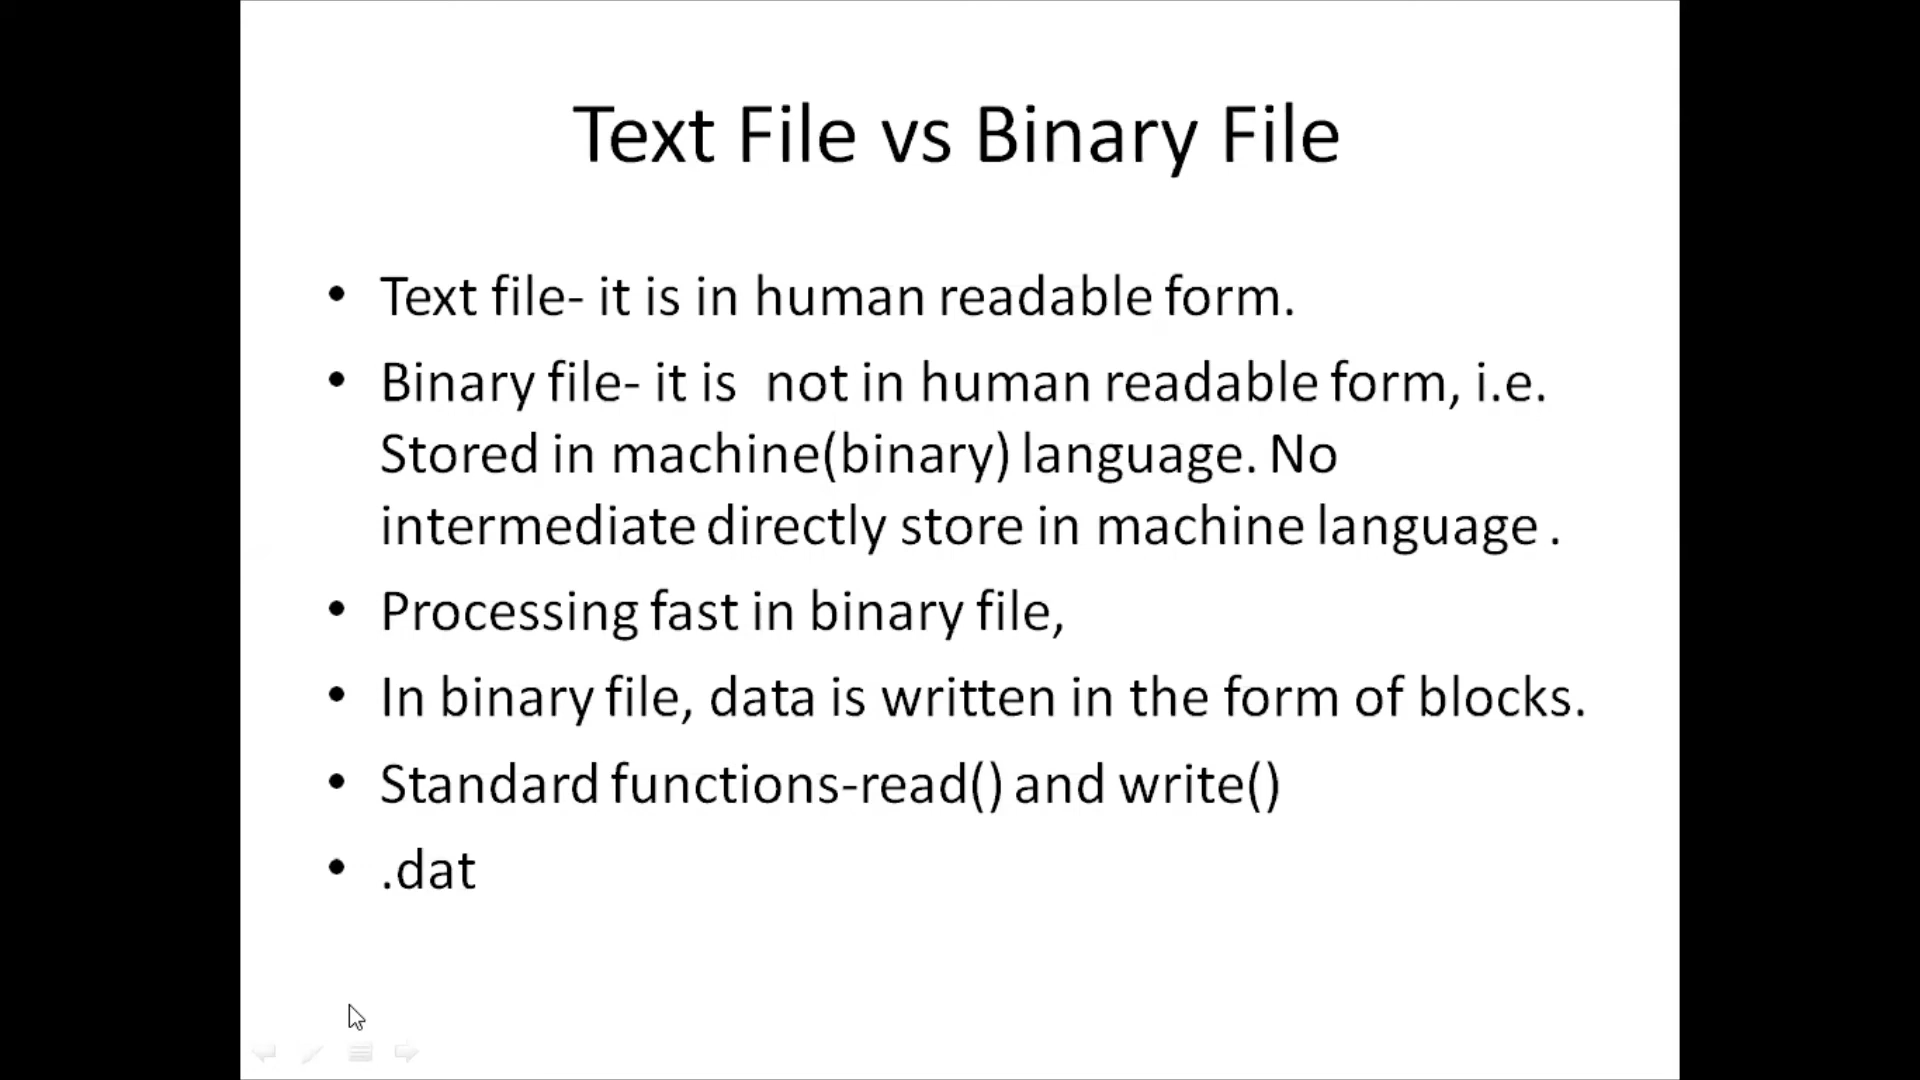 Text File vs Binary File
• Text file- it is in human readable form.
• Binary file- it is  not in human readable form, i.e.
Stored in machine(binary) language. No
intermediate directly store in machine language .
• Processing fast in binary file,
• In binary file, data is written in the form of blocks.
• Standard functions-read() and write()
• .dat